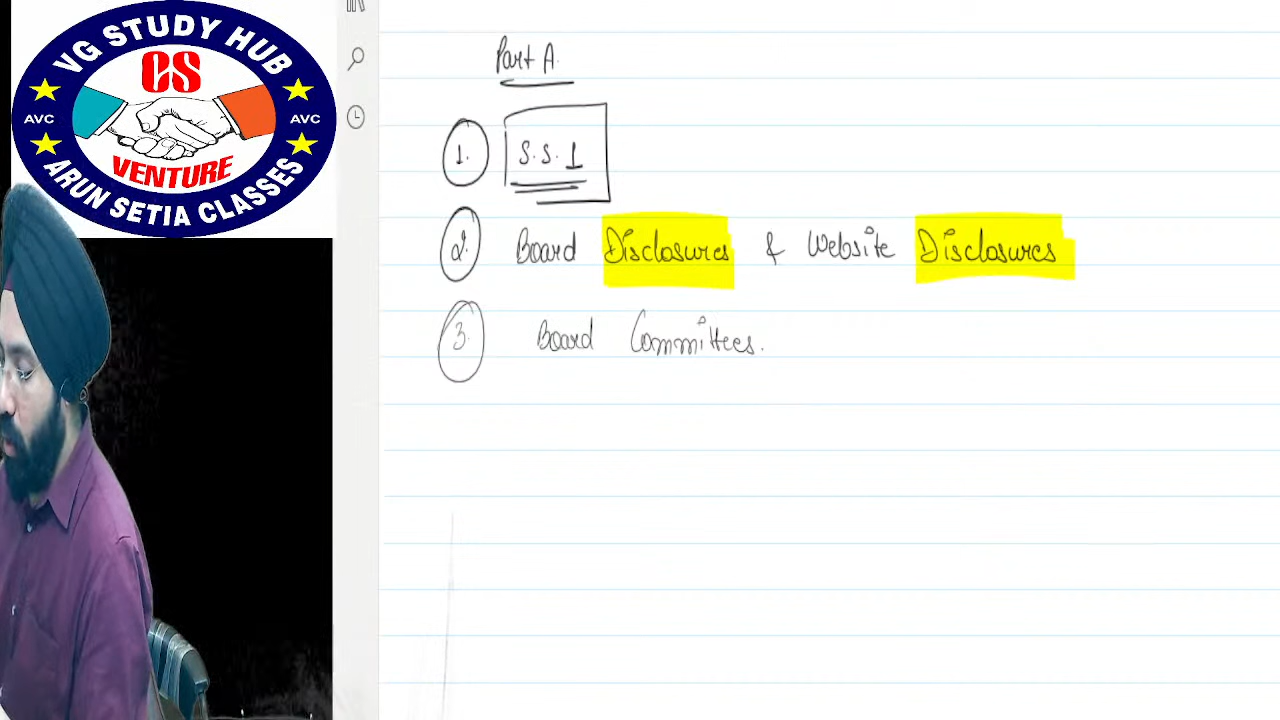 VG STUDY HUB
CS
AVC
AVC
VENTURE
ARUN SETIA CLASSES
Part A.
1. S.S. 1
2. Board Disclosures & Website Disclosures
3. Board Committees.